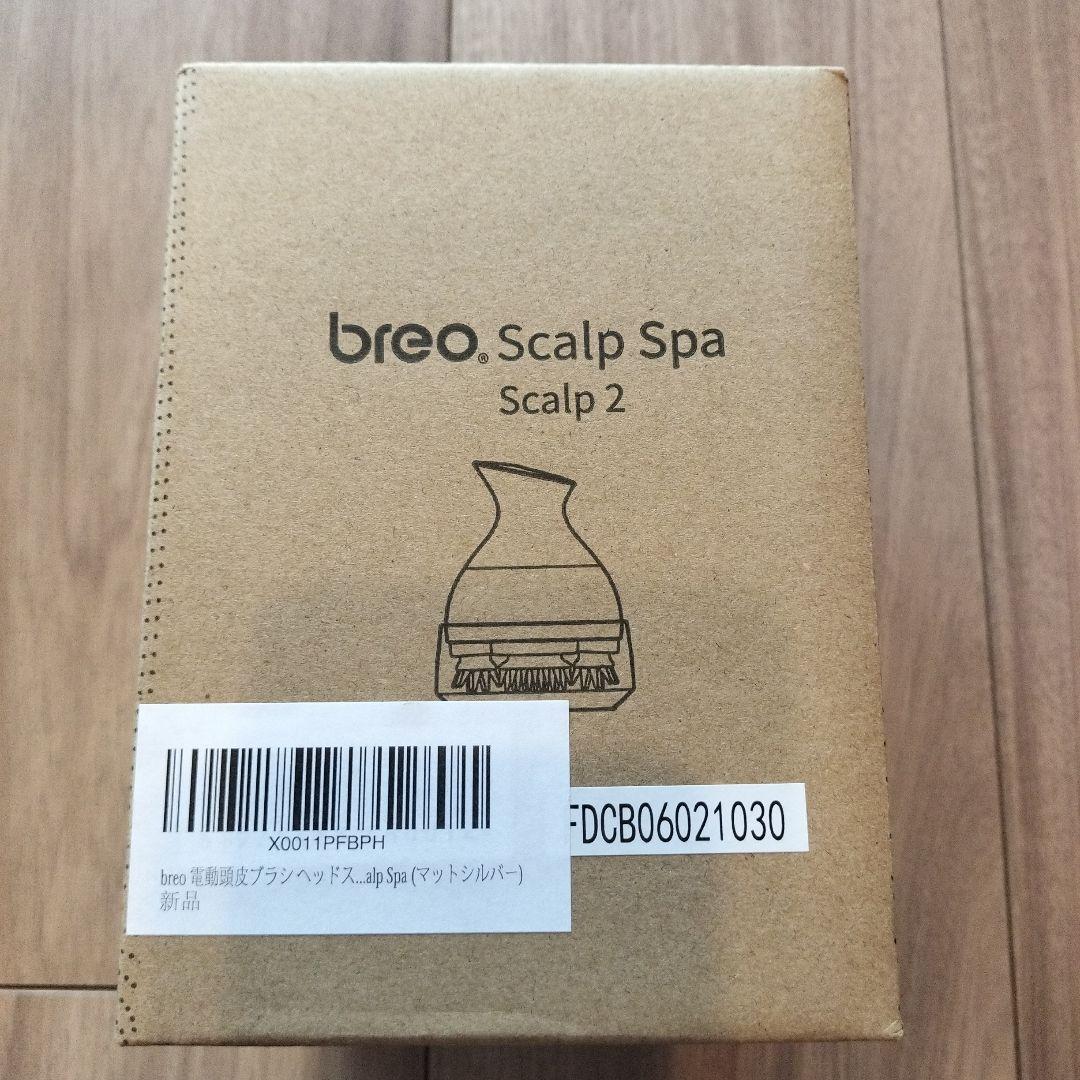 breo® Scalp Spa
Scalp 2
FDCB06021030
X0011PFBPH
breo 電動頭皮ブラシ ヘッドス...alp Spa (マットシルバー)
新品